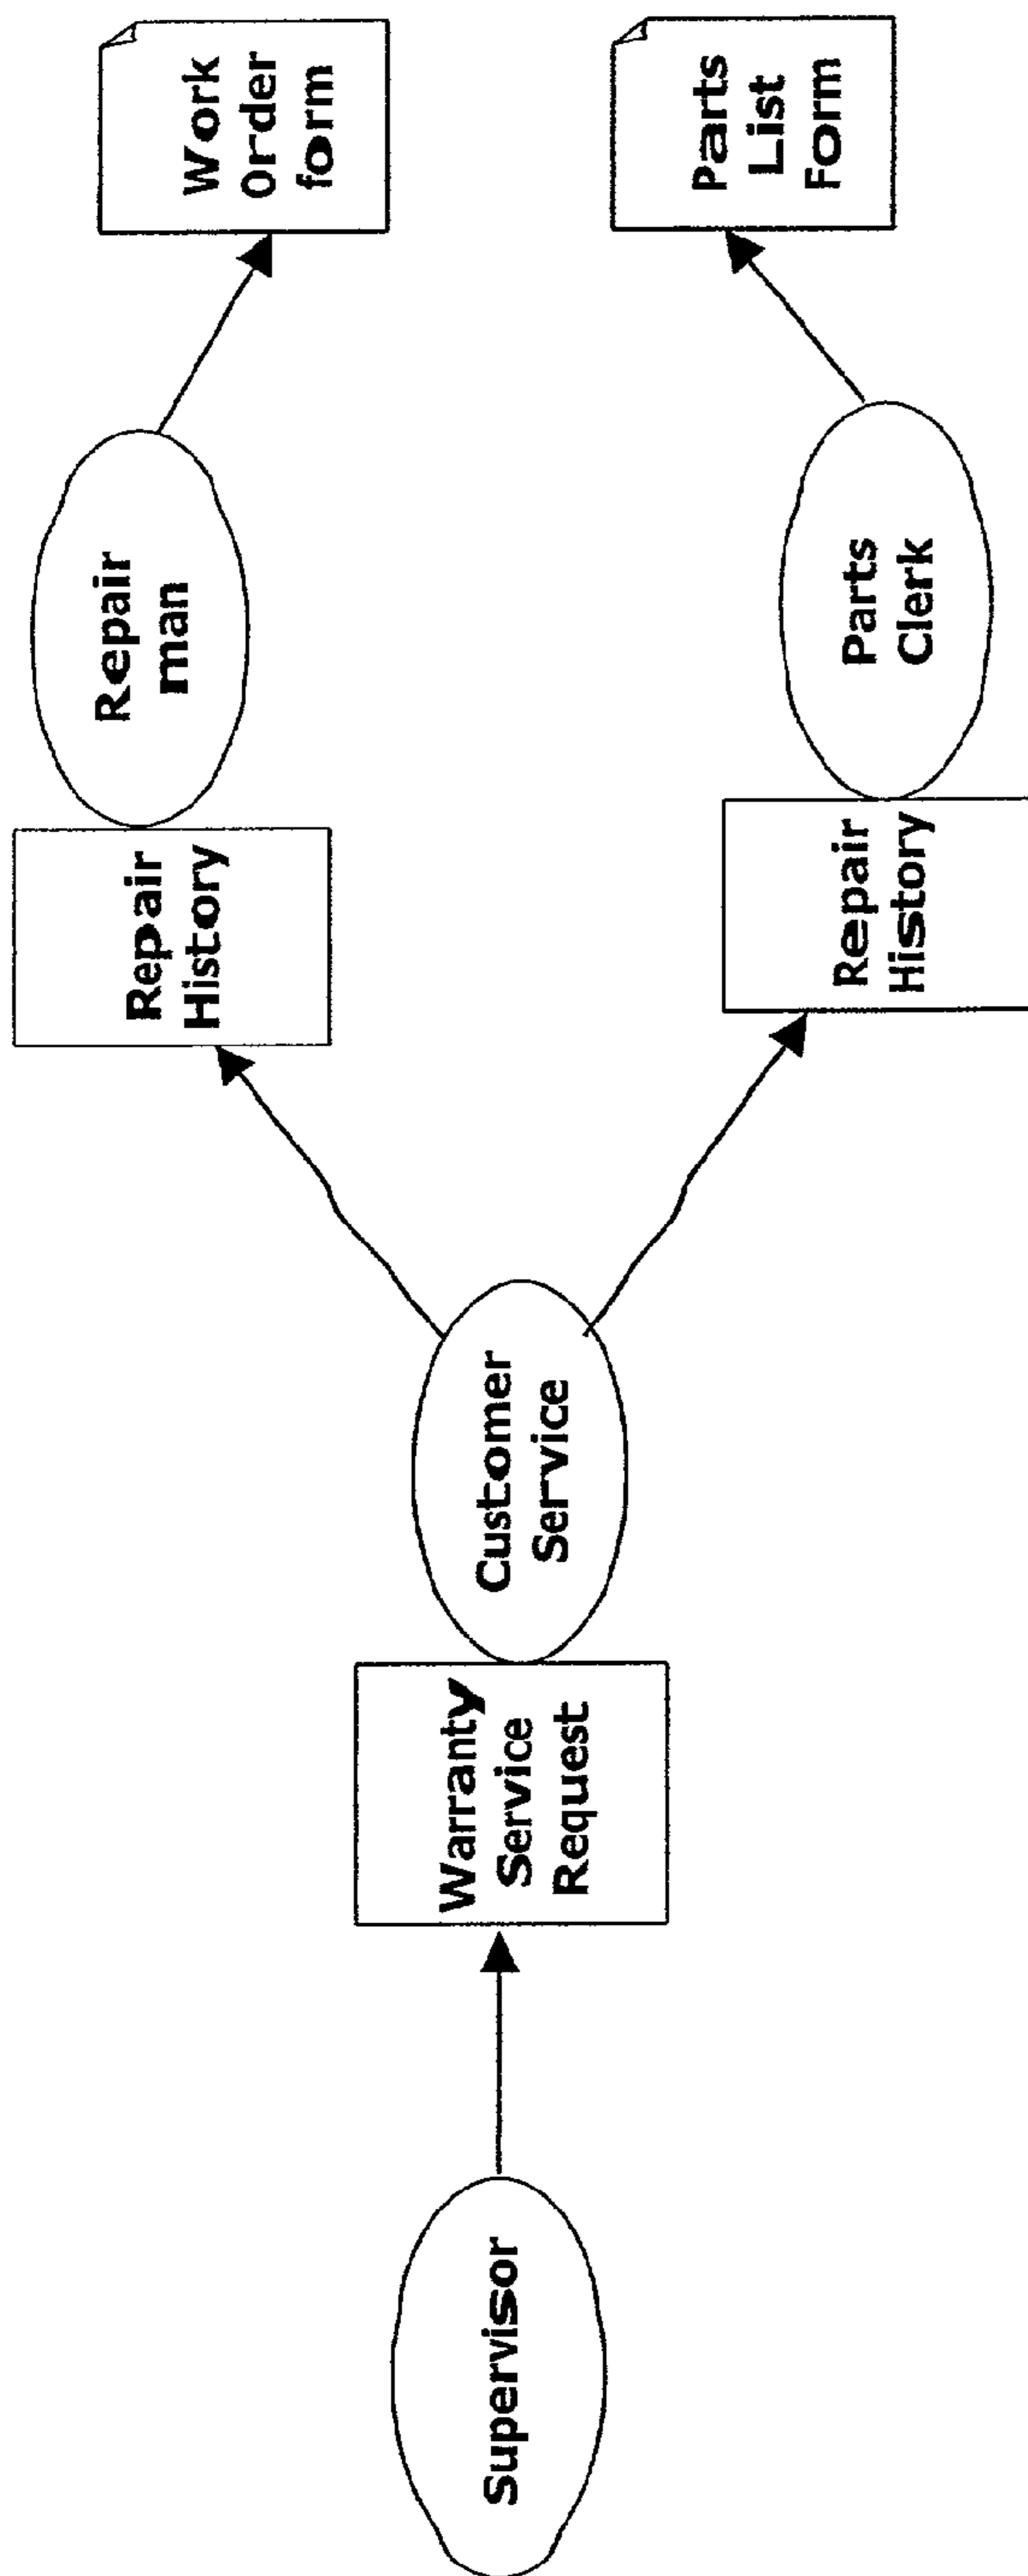 Supervisor
Warranty
Service
Request
Customer
Service
Repair
History
Repair
man
Work
Order
form
Repair
History
Parts
Clerk
Parts
List
Form